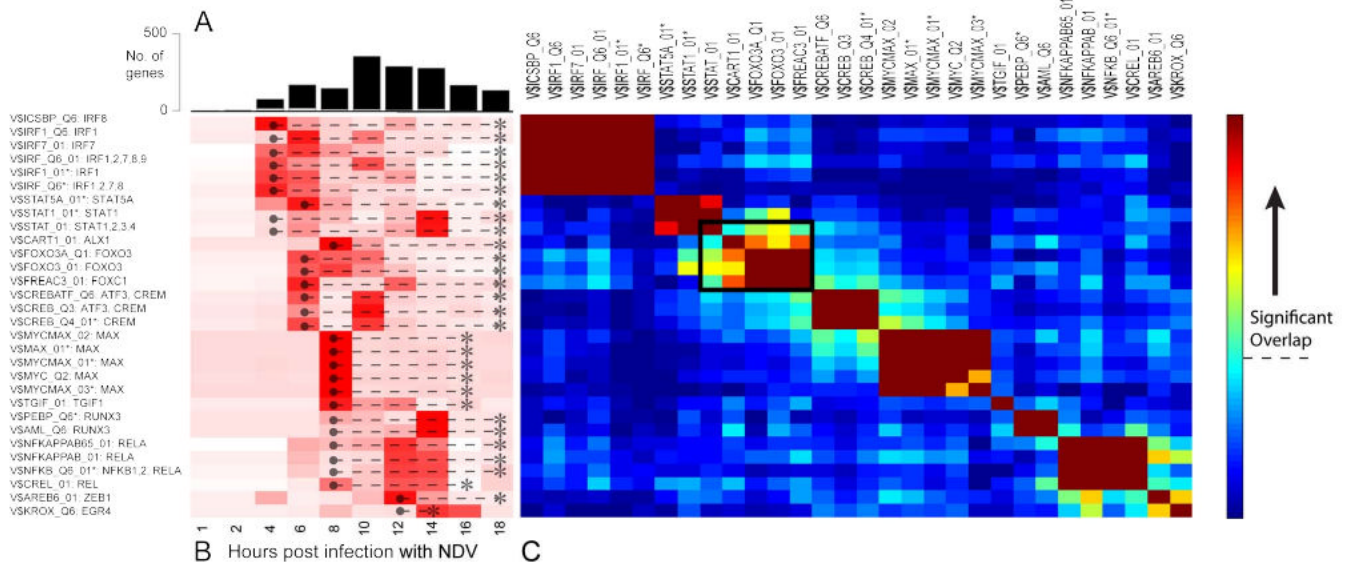 A
500
No. of
genes
0
V$ICSBP_Q6
V$IRF1_Q6
V$IRF7_01
V$IRF_Q6_01
V$IRF1_01*
V$IRF_Q6*
V$STAT5A_01*
V$STAT1_01*
V$STAT_01
V$CART1_01
V$FOXO3A_Q1
V$FOXO3_01
V$FREAC3_01
V$CREBATF_Q6
V$CREB_Q3
V$CREB_Q4_01*
V$MYCMAX_02
V$MAX_01*
V$MYCMAX_01*
V$MYC_Q2
V$MYCMAX_03*
V$TGIF_01
V$PEBP_Q6*
V$AML_Q6
V$NFKAPPAB65_01
V$NFKAPPAB_01
V$NFKB_Q6_01*
V$CREL_01
V$AREB6_01
V$KROX_Q6
V$ICSBP_Q6: IRF8
V$IRF1_Q6: IRF1
V$IRF7_01: IRF7
V$IRF_Q6_01: IRF1,2,7,8,9
V$IRF1_01*: IRF1
V$IRF_Q6*: IRF1,2,7,8
V$STAT5A_01*: STAT5A
V$STAT1_01*: STAT1
V$STAT_01: STAT1,2,3,4
V$CART1_01: ALX1
V$FOXO3A_Q1: FOXO3
V$FOXO3_01: FOXO3
V$FREAC3_01: FOXC1
V$CREBATF_Q6: ATF3, CREM
V$CREB_Q3: ATF3, CREM
V$CREB_Q4_01*: CREM
V$MYCMAX_02: MAX
V$MAX_01*: MAX
V$MYCMAX_01*: MAX
V$MYC_Q2: MAX
V$MYCMAX_03*: MAX
V$TGIF_01: TGIF1
V$PEBP_Q6*: RUNX3
V$AML_Q6: RUNX3
V$NFKAPPAB65_01: RELA
V$NFKAPPAB_01: RELA
V$NFKB_Q6_01*: NFKB1,2, RELA
V$CREL_01: REL
V$AREB6_01: ZEB1
V$KROX_Q6: EGR4
Significant
Overlap
1 2 4 6 8 10 12 14 16 18
B Hours post infection with NDV
C